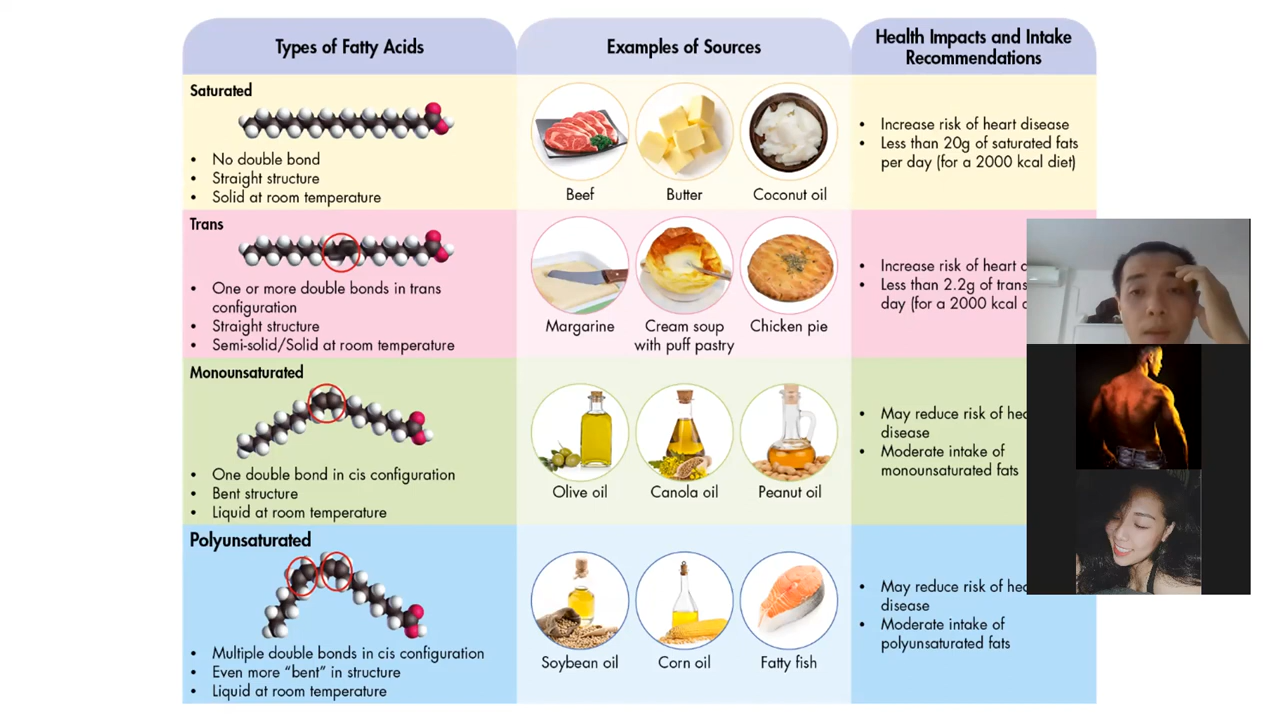 Types of Fatty Acids
Examples of Sources
Health Impacts and Intake
Recommendations
Saturated
• No double bond
• Straight structure
• Solid at room temperature
Beef
Butter
Coconut oil
• Increase risk of heart disease
• Less than 20g of saturated fats
per day (for a 2000 kcal diet)
Trans
• One or more double bonds in trans
configuration
• Straight structure
• Semi-solid/Solid at room temperature
Margarine
Cream soup
with puff pastry
Chicken pie
• Increase risk of heart
• Less than 2.2g of trans
day (for a 2000 kcal
Monounsaturated
• One double bond in cis configuration
• Bent structure
• Liquid at room temperature
Olive oil
Canola oil
Peanut oil
• May reduce risk of
disease
• Moderate intake of
monounsaturated fats
Polyunsaturated
• Multiple double bonds in cis configuration
• Even more “bent” in structure
• Liquid at room temperature
Soybean oil
Corn oil
Fatty fish
• May reduce risk of
disease
• Moderate intake of
polyunsaturated fats